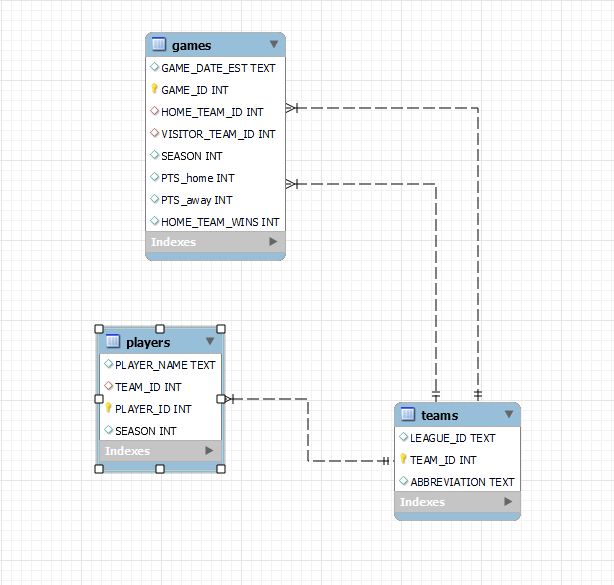 games
GAME_DATE_EST TEXT
GAME_ID INT
HOME_TEAM_ID INT
VISITOR_TEAM_ID INT
SEASON INT
PTS_home INT
PTS_away INT
HOME_TEAM_WINS INT
Indexes
players
PLAYER_NAME TEXT
TEAM_ID INT
PLAYER_ID INT
SEASON INT
Indexes
teams
LEAGUE_ID TEXT
TEAM_ID INT
ABBREVIATION TEXT
Indexes